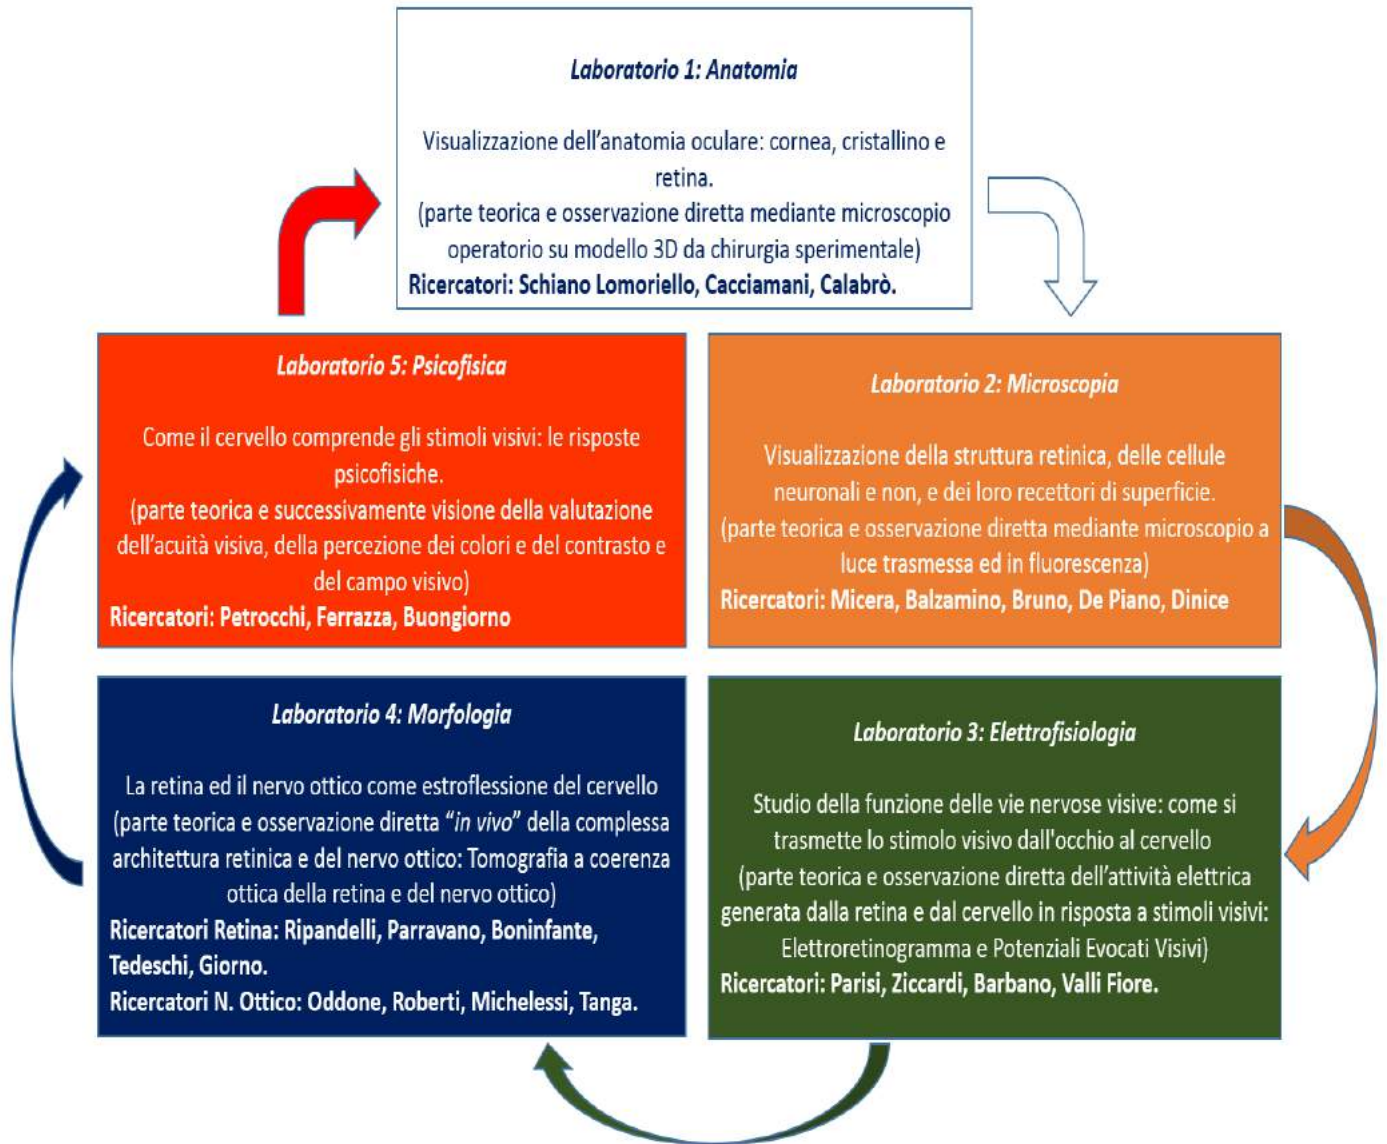 Laboratorio 1: Anatomia
Visualizzazione dell'anatomia oculare: cornea, cristallino e
retina.
(parte teorica e osservazione diretta mediante microscopio
operatorio su modello 3D da chirurgia sperimentale)
Ricercatori: Schiano Lomoriello, Cacciamani, Calabrò.
Laboratorio 2: Microscopia
Visualizzazione della struttura retinica, delle cellule
neuronali e non, e dei loro recettori di superficie.
(parte teorica e osservazione diretta mediante microscopio a
luce trasmessa ed in fluorescenza)
Ricercatori: Micera, Balzamino, Bruno, De Piano, Dinice
Laboratorio 3: Elettrofisiologia
Studio della funzione delle vie nervose visive: come si
trasmette lo stimolo visivo dall'occhio al cervello
(parte teorica e osservazione diretta dell'attività elettrica
generata dalla retina e dal cervello in risposta a stimoli visivi:
Elettroretinogramma e Potenziali Evocati Visivi)
Ricercatori: Parisi, Ziccardi, Barbano, Valli Fiore.
Laboratorio 4: Morfologia
La retina ed il nervo ottico come estroflessione del cervello
(parte teorica e osservazione diretta “in vivo” della complessa
architettura retinica e del nervo ottico: Tomografia a coerenza
ottica della retina e del nervo ottico)
Ricercatori Retina: Ripandelli, Parravano, Boninfante,
Tedeschi, Giorno.
Ricercatori N. Ottico: Oddone, Roberti, Michelessi, Tanga.
Laboratorio 5: Psicofisica
Come il cervello comprende gli stimoli visivi: le risposte
psicofisiche.
(parte teorica e successivamente visione della valutazione
dell'acuità visiva, della percezione dei colori e del contrasto e
del campo visivo)
Ricercatori: Petrocchi, Ferrazza, Buongiorno